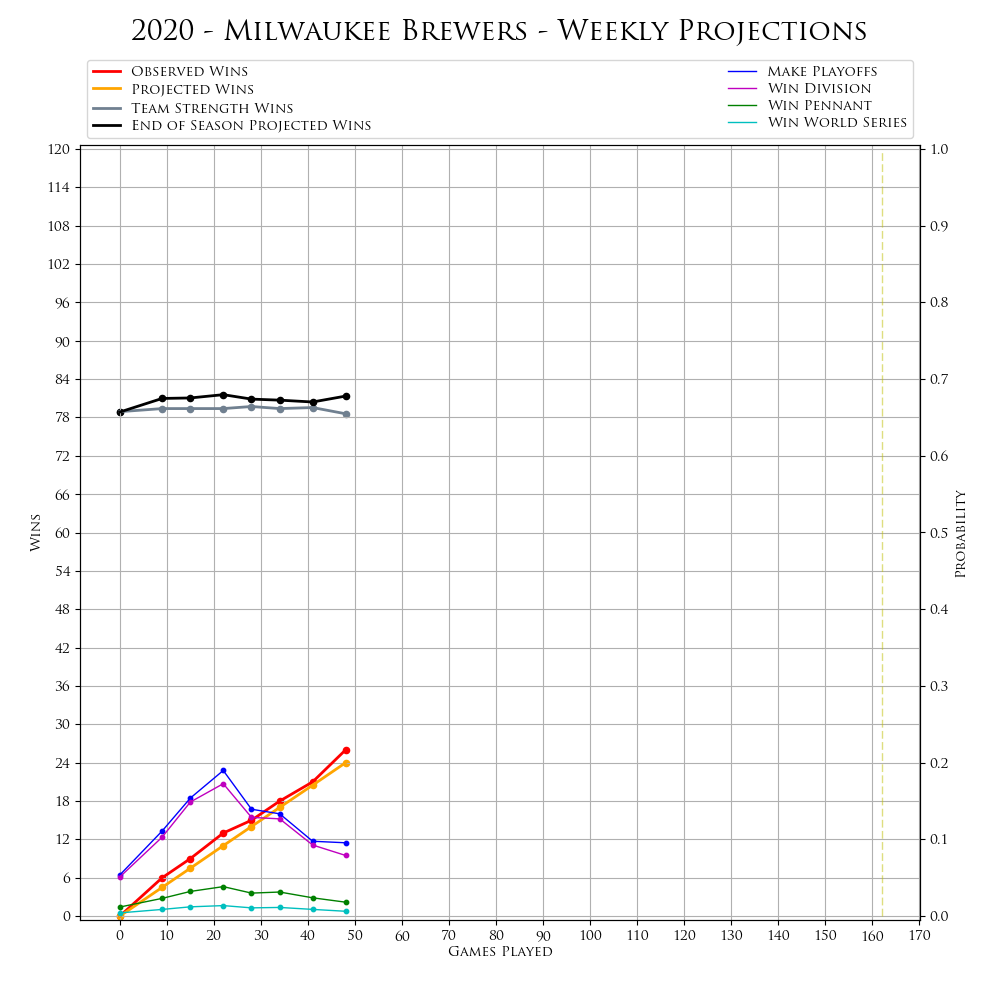 2020 - Milwaukee Brewers - Weekly Projections
Observed Wins
Projected Wins
Team Strength Wins
End of Season Projected Wins
Make Playoffs
Win Division
Win Pennant
Win World Series
120
114
108
102
96
90
84
78
72
66
60
54
48
42
36
30
24
18
12
6
0
Wins
1.0
0.9
0.8
0.7
0.6
0.5
0.4
0.3
0.2
0.1
0.0
Probability
0 10 20 30 40 50 60 70 80 90 100 110 120 130 140 150 160 170
Games Played